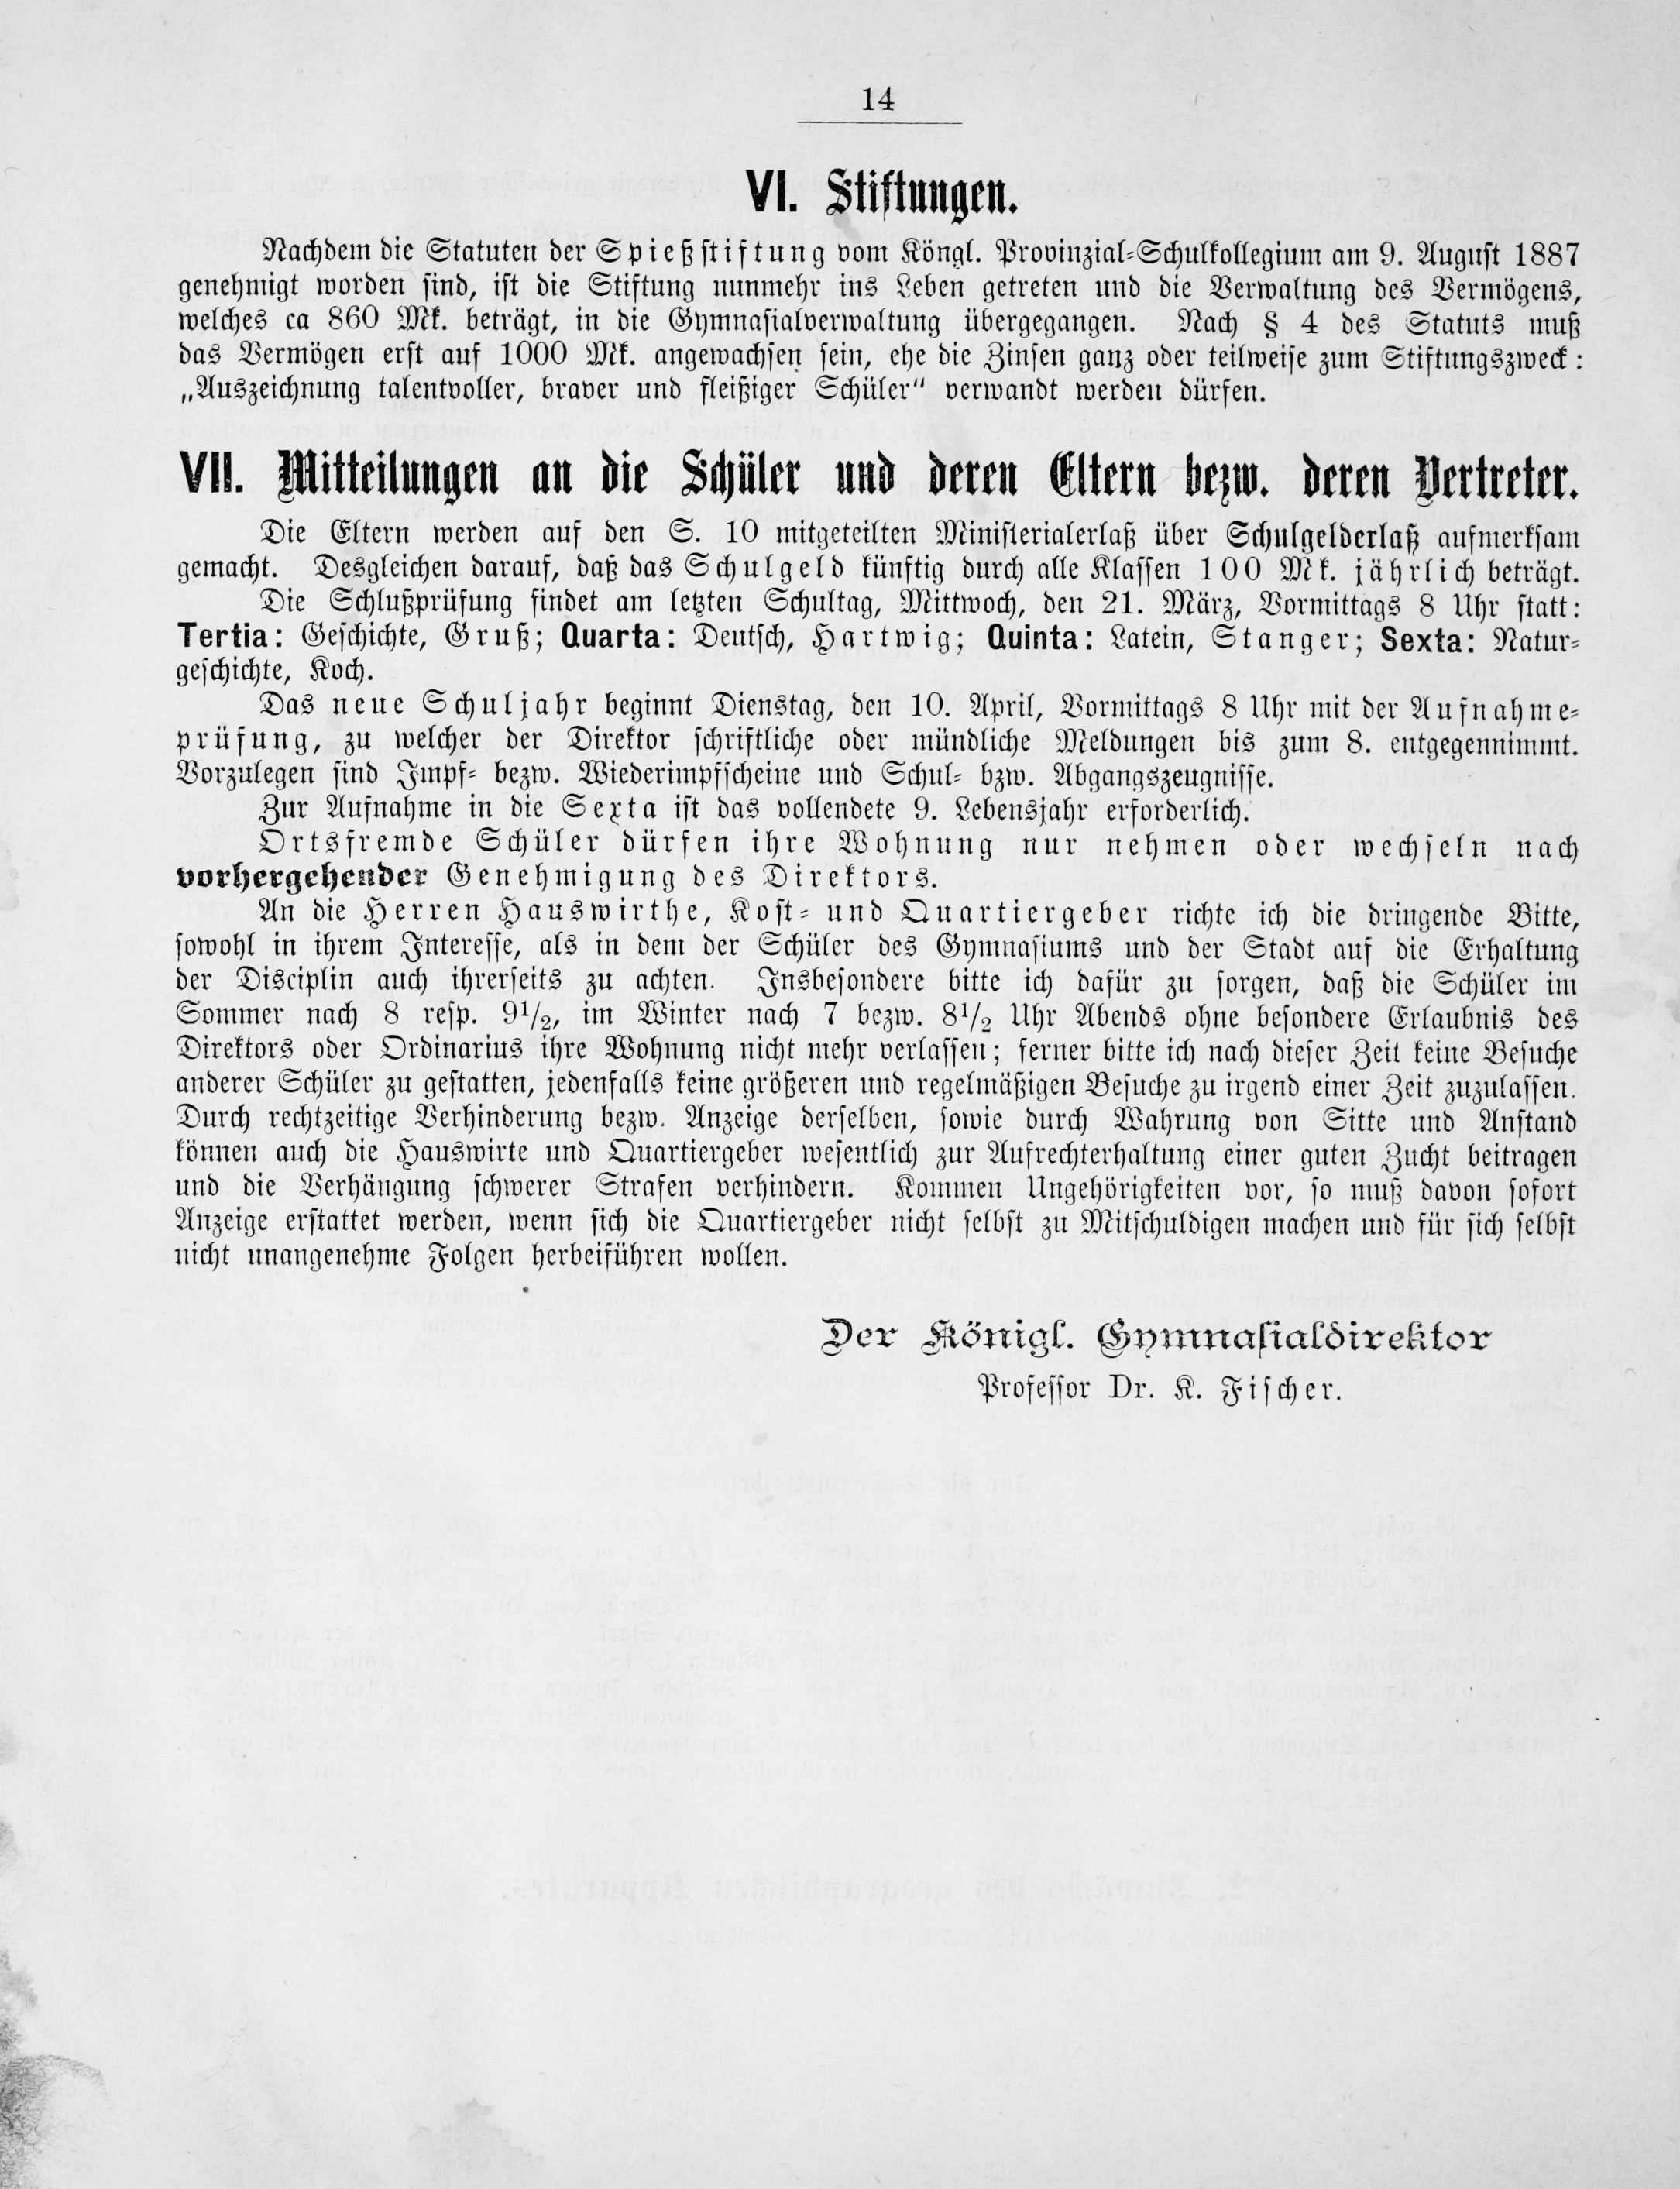 14
VI. Stiftungen.
Nachdem die Statuten der Spießstiftung vom Köngl. Provinzial-Schulkollegium am 9. August 1887
genehmigt worden sind, ist die Stiftung nunmehr ins Leben getreten und die Verwaltung des Vermögens,
welches ca 860 Mk. beträgt, in die Gymnasialverwaltung übergegangen. Nach § 4 des Statuts muß
das Vermögen erst auf 1000 Mk. angewachsen sein, ehe die Zinsen ganz oder teilweise zum Stiftungszweck:
„Auszeichnung talentvoller, braver und fleißiger Schüler“ verwandt werden dürfen.
VII. Mitteilungen an die Schüler und deren Eltern bezw. deren Vertreter.
Die Eltern werden auf den S. 10 mitgeteilten Ministerialerlaß über Schulgelderlaß aufmerksam
gemacht. Desgleichen darauf, daß das Schulgeld künftig durch alle Klassen 100 Mk. jährlich beträgt.
Die Schlußprüfung findet am letzten Schultag, Mittwoch, den 21. März, Vormittags 8 Uhr statt:
Tertia: Geschichte, Gruß; Quarta: Deutsch, Hartwig; Quinta: Latein, Stanger; Sexta: Natur-
geschichte, Koch.
Das neue Schuljahr beginnt Dienstag, den 10. April, Vormittags 8 Uhr mit der Aufnahme-
prüfung, zu welcher der Direktor schriftliche oder mündliche Meldungen bis zum 8. entgegennimmt.
Vorzulegen sind Impf- bezw. Wiederimpfscheine und Schul- bzw. Abgangszeugnisse.
Zur Aufnahme in die Sexta ist das vollendete 9. Lebensjahr erforderlich.
Ortsfremde Schüler dürfen ihre Wohnung nur nehmen oder wechseln nach
vorhergehender Genehmigung des Direktors.
An die Herren Hauswirthe, Kost- und Quartiergeber richte ich die dringende Bitte,
sowohl in ihrem Interesse, als in dem der Schüler des Gymnasiums und der Stadt auf die Erhaltung
der Disciplin auch ihrerseits zu achten. Insbesondere bitte ich dafür zu sorgen, daß die Schüler im
Sommer nach 8 resp. 9½, im Winter nach 7 bezw. 8½ Uhr Abends ohne besondere Erlaubnis des
Direktors oder Ordinarius ihre Wohnung nicht mehr verlassen; ferner bitte ich nach dieser Zeit keine Besuche
anderer Schüler zu gestatten, jedenfalls keine größeren und regelmäßigen Besuche zu irgend einer Zeit zuzulassen.
Durch rechtzeitige Verhinderung bezw. Anzeige derselben, sowie durch Wahrung von Sitte und Anstand
können auch die Hauswirte und Quartiergeber wesentlich zur Aufrechterhaltung einer guten Zucht beitragen
und die Verhängung schwerer Strafen verhindern. Kommen Ungehörigkeiten vor, so muß davon sofort
Anzeige erstattet werden, wenn sich die Quartiergeber nicht selbst zu Mitschuldigen machen und für sich selbst
nicht unangenehme Folgen herbeiführen wollen.
Der Königl. Gymnasialdirektor
Professor Dr. K. Fischer.